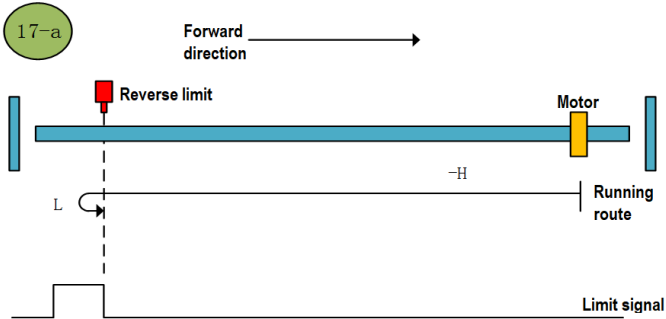 17-a
Forward
direction
Reverse limit
Motor
-H
L
Running
route
Limit signal